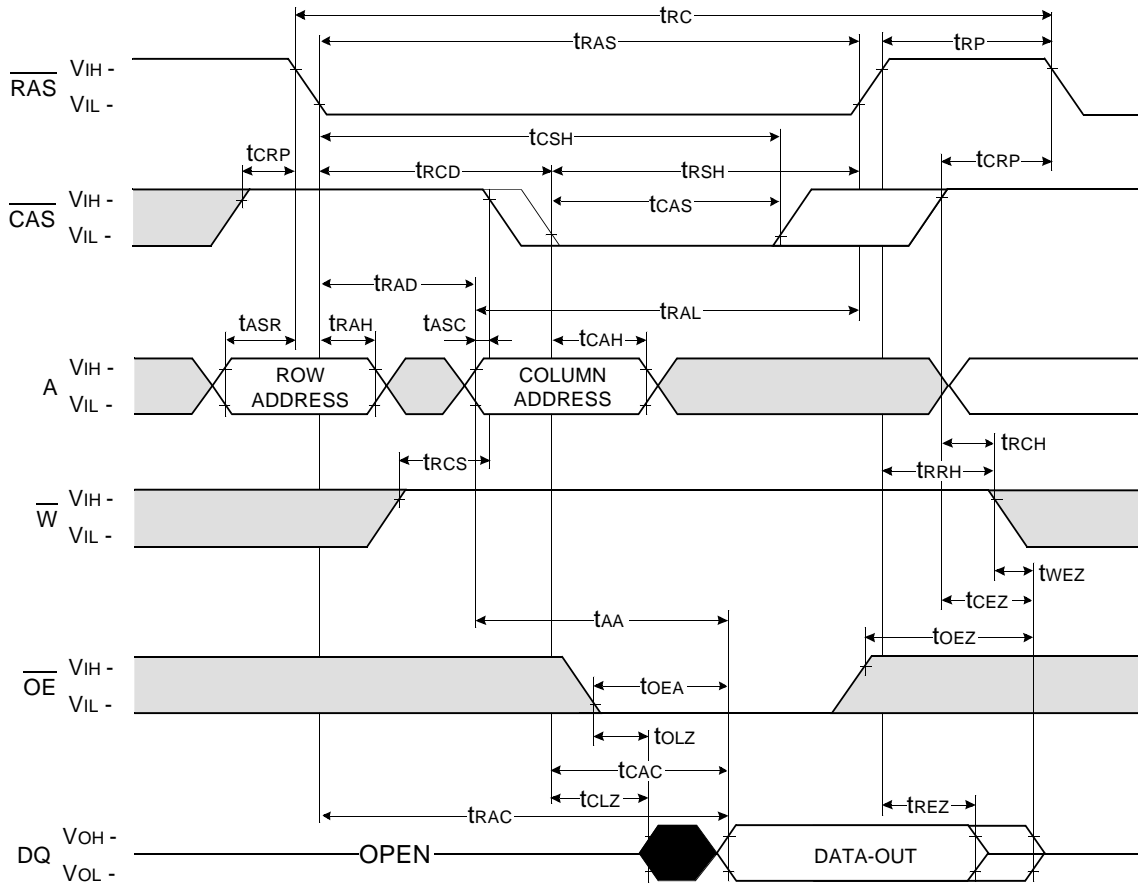 tRC
tRAS
tRP
RAS
VIH -
VIL -
tCSH
tCRP
tRCD
tRSH
tCRP
CAS
VIH -
VIL -
tCAS
tRAD
tRAL
tASR
tRAH
tASC
tCAH
A
VIH -
VIL -
ROW
ADDRESS
COLUMN
ADDRESS
tRCH
tRCS
tRRH
W
VIH -
VIL -
tWEZ
tCEZ
tAA
tOEZ
OE
VIH -
VIL -
tOEA
tOLZ
tCAC
tCLZ
tREZ
tRAC
DQ
VOH -
VOL -
OPEN
DATA-OUT